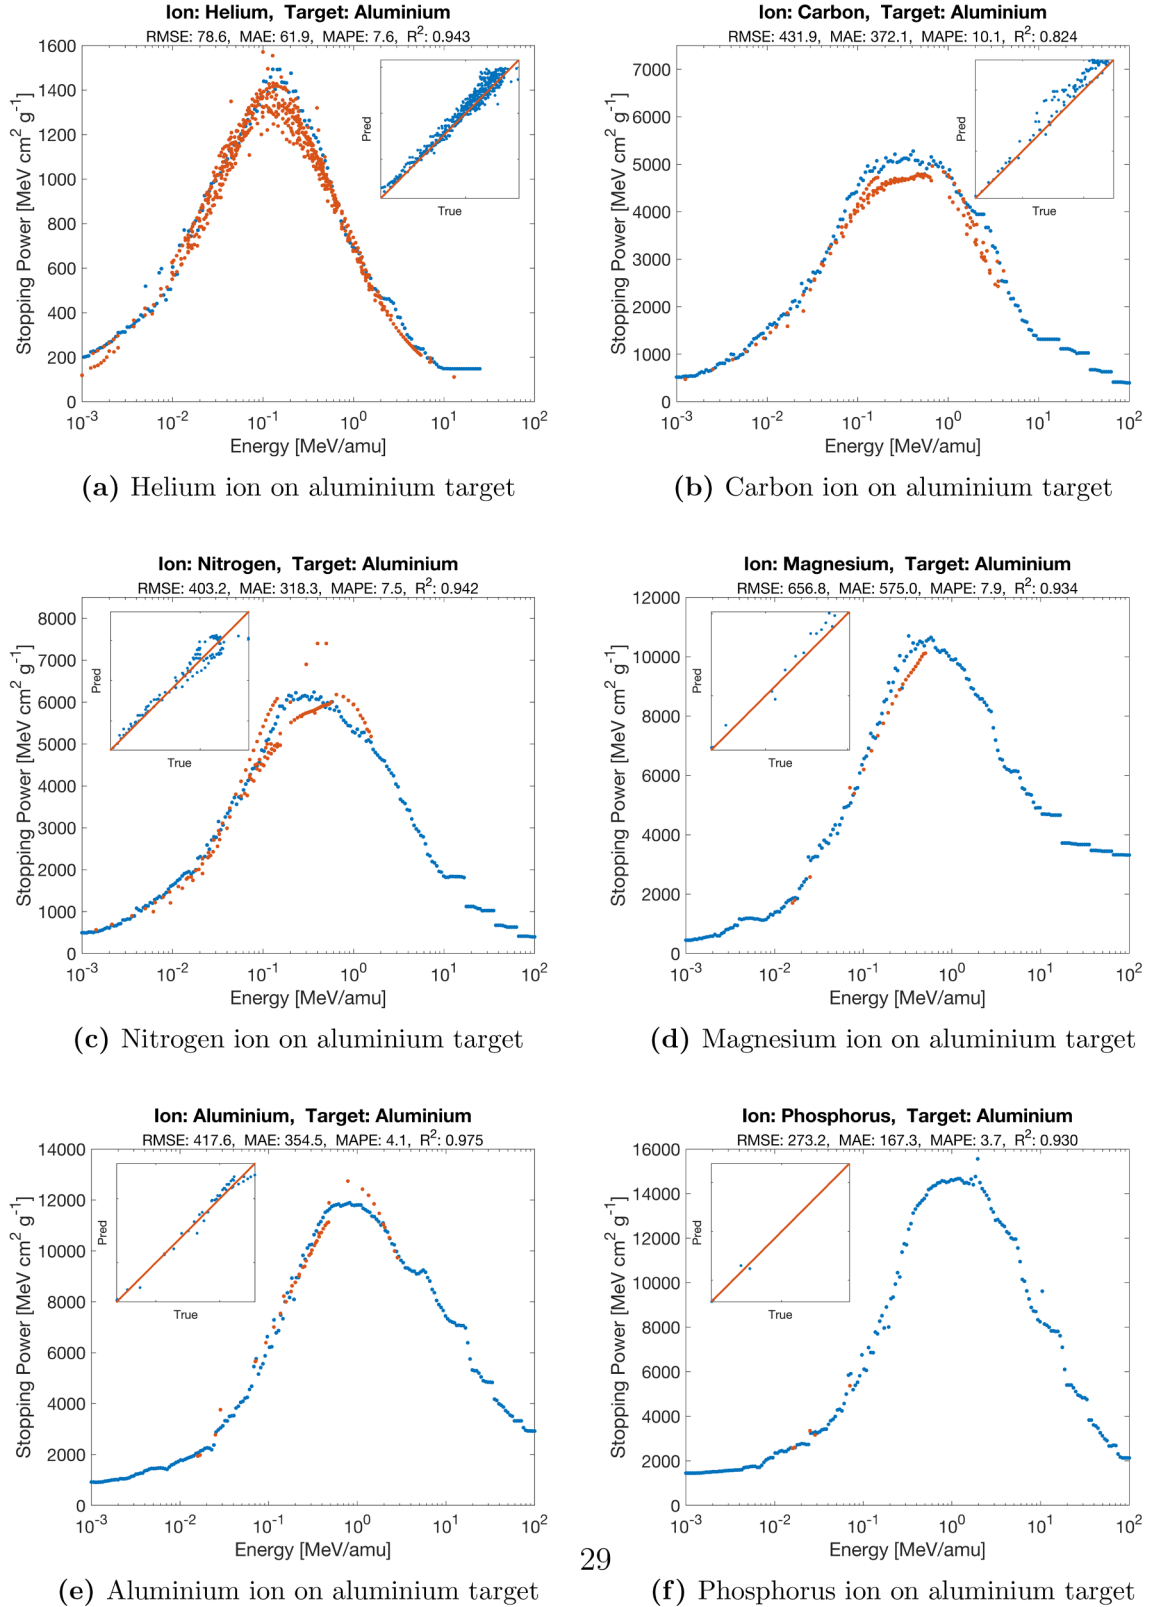 Ion: Helium, Target: Aluminium
RMSE: 78.6, MAE: 61.9, MAPE: 7.6, R²: 0.943
1600
1400
1200
1000
800
600
400
200
0
Stopping Power [MeV cm² g⁻¹]
Pred
True
10⁻³ 10⁻² 10⁻¹ 10⁰ 10¹ 10²
Energy [MeV/amu]
(a) Helium ion on aluminium target
Ion: Carbon, Target: Aluminium
RMSE: 431.9, MAE: 372.1, MAPE: 10.1, R²: 0.824
7000
6000
5000
4000
3000
2000
1000
0
Stopping Power [MeV cm² g⁻¹]
Pred
True
10⁻³ 10⁻² 10⁻¹ 10⁰ 10¹ 10²
Energy [MeV/amu]
(b) Carbon ion on aluminium target
Ion: Nitrogen, Target: Aluminium
RMSE: 403.2, MAE: 318.3, MAPE: 7.5, R²: 0.942
8000
7000
6000
5000
4000
3000
2000
1000
0
Stopping Power [MeV cm² g⁻¹]
Pred
True
10⁻³ 10⁻² 10⁻¹ 10⁰ 10¹ 10²
Energy [MeV/amu]
(c) Nitrogen ion on aluminium target
Ion: Magnesium, Target: Aluminium
RMSE: 656.8, MAE: 575.0, MAPE: 7.9, R²: 0.934
12000
10000
8000
6000
4000
2000
0
Stopping Power [MeV cm² g⁻¹]
Pred
True
10⁻³ 10⁻² 10⁻¹ 10⁰ 10¹ 10²
Energy [MeV/amu]
(d) Magnesium ion on aluminium target
Ion: Aluminium, Target: Aluminium
RMSE: 417.6, MAE: 354.5, MAPE: 4.1, R²: 0.975
14000
12000
10000
8000
6000
4000
2000
0
Stopping Power [MeV cm² g⁻¹]
Pred
True
10⁻³ 10⁻² 10⁻¹ 10⁰ 10¹ 10²
Energy [MeV/amu]
(e) Aluminium ion on aluminium target
Ion: Phosphorus, Target: Aluminium
RMSE: 273.2, MAE: 167.3, MAPE: 3.7, R²: 0.930
16000
14000
12000
10000
8000
6000
4000
2000
0
Stopping Power [MeV cm² g⁻¹]
Pred
True
10⁻³ 10⁻² 10⁻¹ 10⁰ 10¹ 10²
Energy [MeV/amu]
(f) Phosphorus ion on aluminium target
29